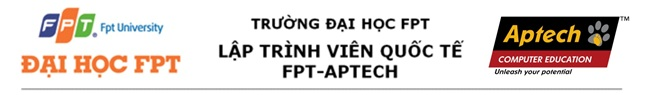 FPT Fpt University
ĐẠI HỌC FPT
TRƯỜNG ĐẠI HỌC FPT
LẬP TRÌNH VIÊN QUỐC TẾ
FPT-APTECH
Aptech TM
COMPUTER EDUCATION
Unleash your potential